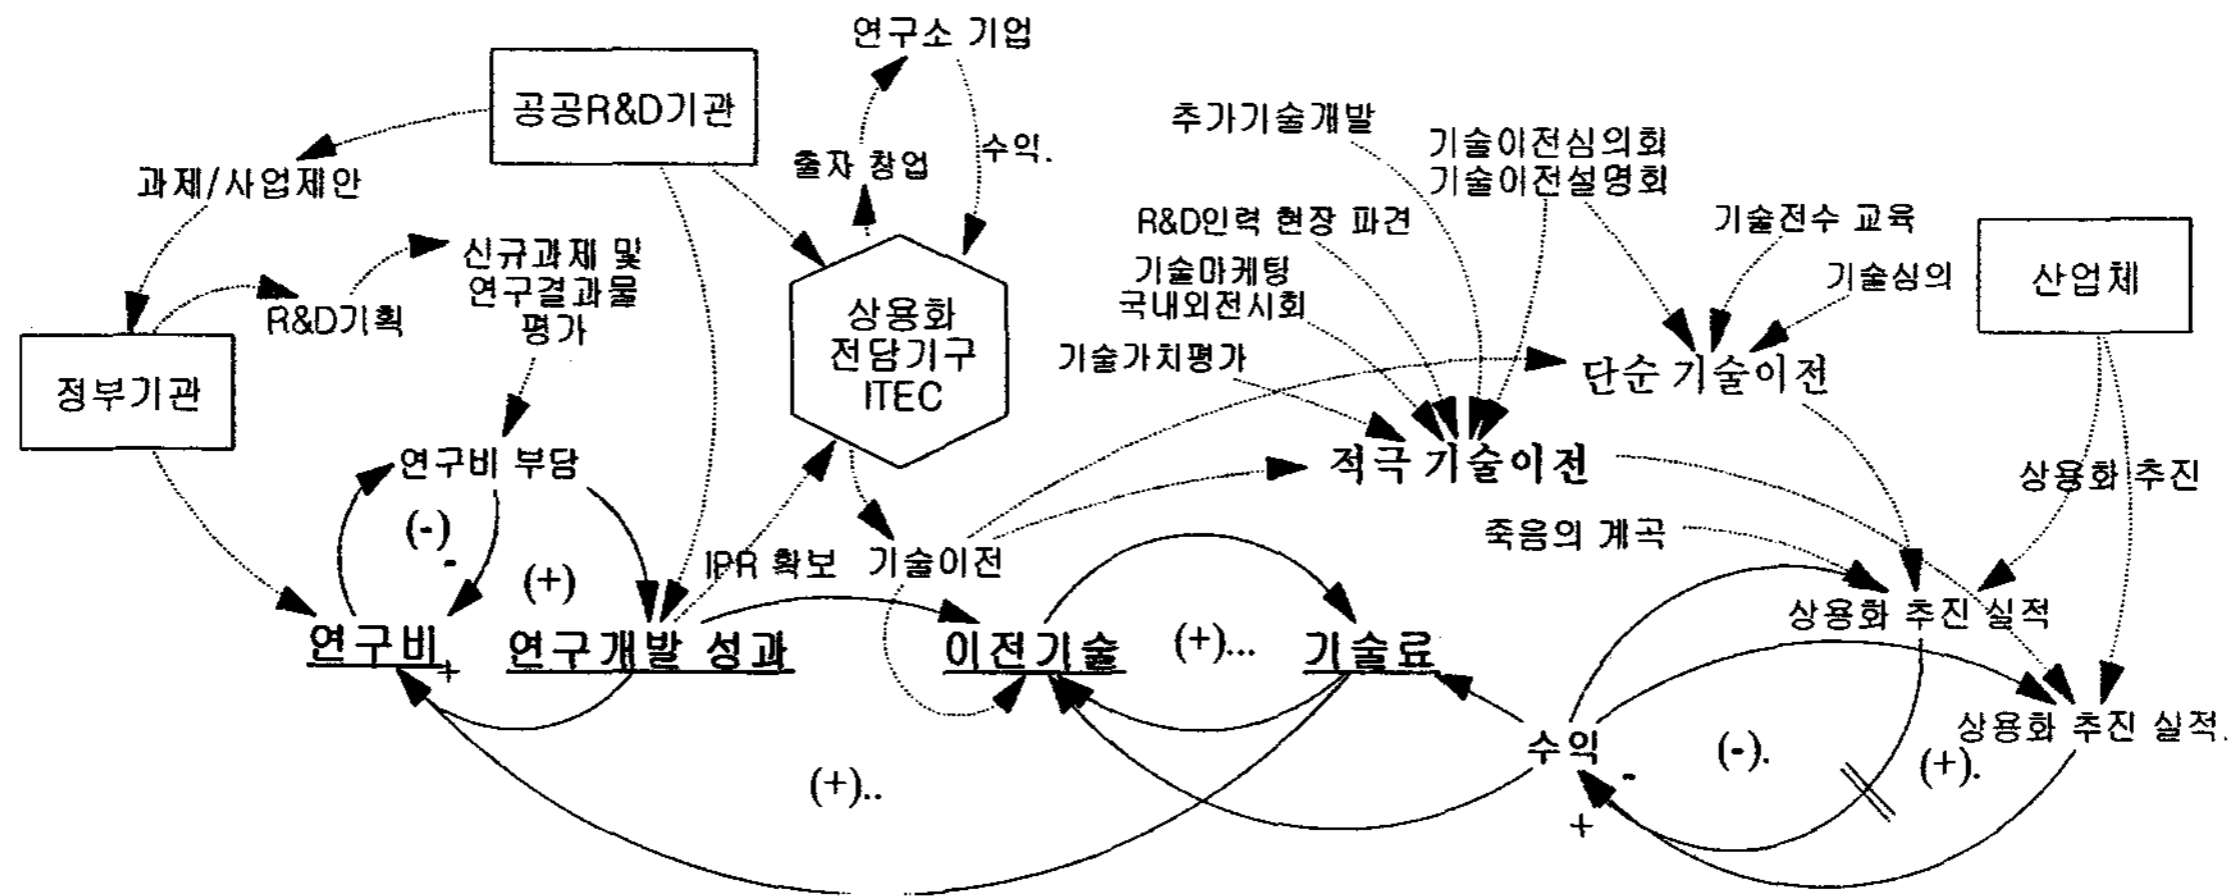 연구소 기업
공공R&D기관
추가기술개발
기술이전심의회
기술이전설명회
출자 창업
수익.
과제/사업제안
R&D인력 현장 파견
기술전수 교육
신규과제 및
연구결과물
평가
기술마케팅
국내외전시회
기술심의
산업체
R&D기획
상용화
전담기구
ITEC
기술가치평가
단순 기술이전
정부기관
연구비 부담
적극 기술이전
상용화 추진
(-)
-
죽음의 계곡
(+)
IPR 확보
기술이전
상용화 추진 실적
연구비
+
연구개발 성과
이전기술
(+)...
기술료
상용화 추진 실적.
수익
-
(-).
(+).
(+)..
+